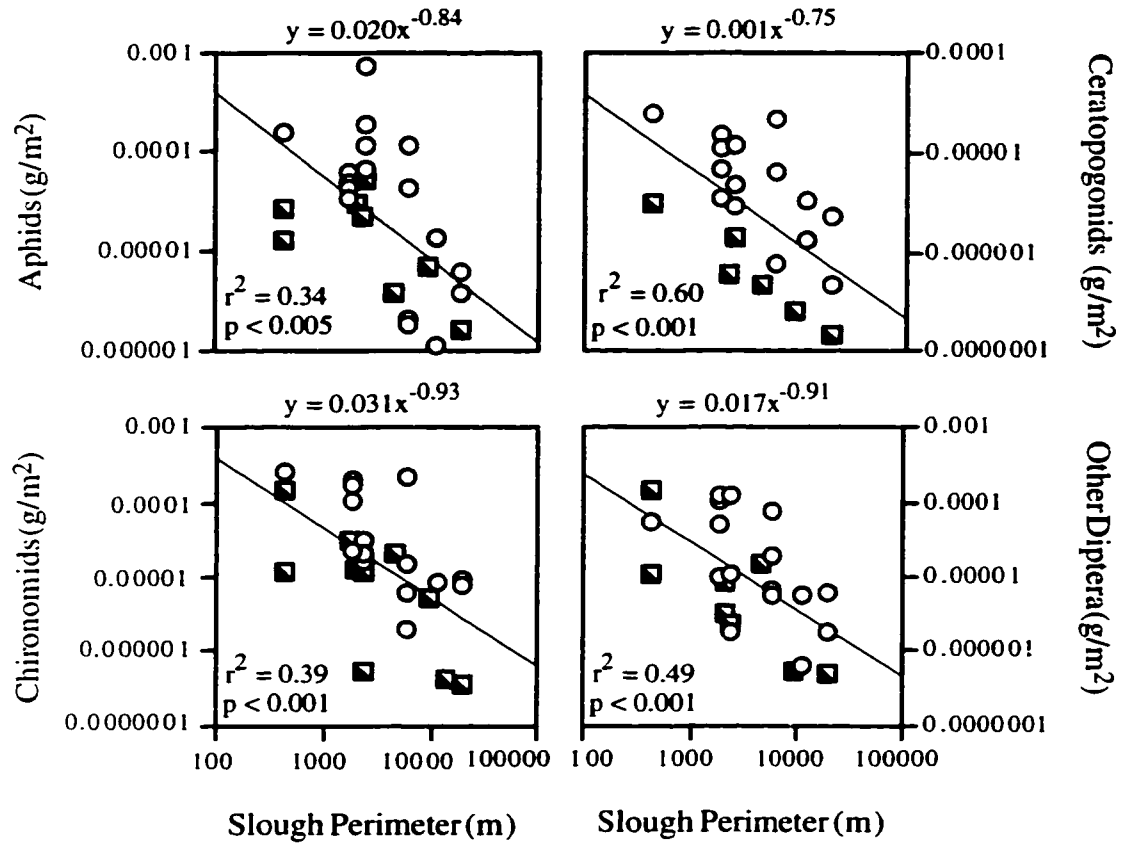 y = 0.020x^-0.84
y = 0.001x^-0.75
0.001
0.0001
0.00001
0.000001
Aphids (g/m²)
r² = 0.34
p < 0.005
0.0001
0.00001
0.000001
0.0000001
Ceratopogonids (g/m²)
r² = 0.60
p < 0.001
y = 0.031x^-0.93
y = 0.017x^-0.91
0.001
0.0001
0.00001
0.000001
0.0000001
Chironomids (g/m²)
r² = 0.39
p < 0.001
0.001
0.0001
0.00001
0.000001
0.0000001
OtherDiptera (g/m²)
r² = 0.49
p < 0.001
100 1000 10000 100000
100 1000 10000 100000
Slough Perimeter (m)
Slough Perimeter (m)